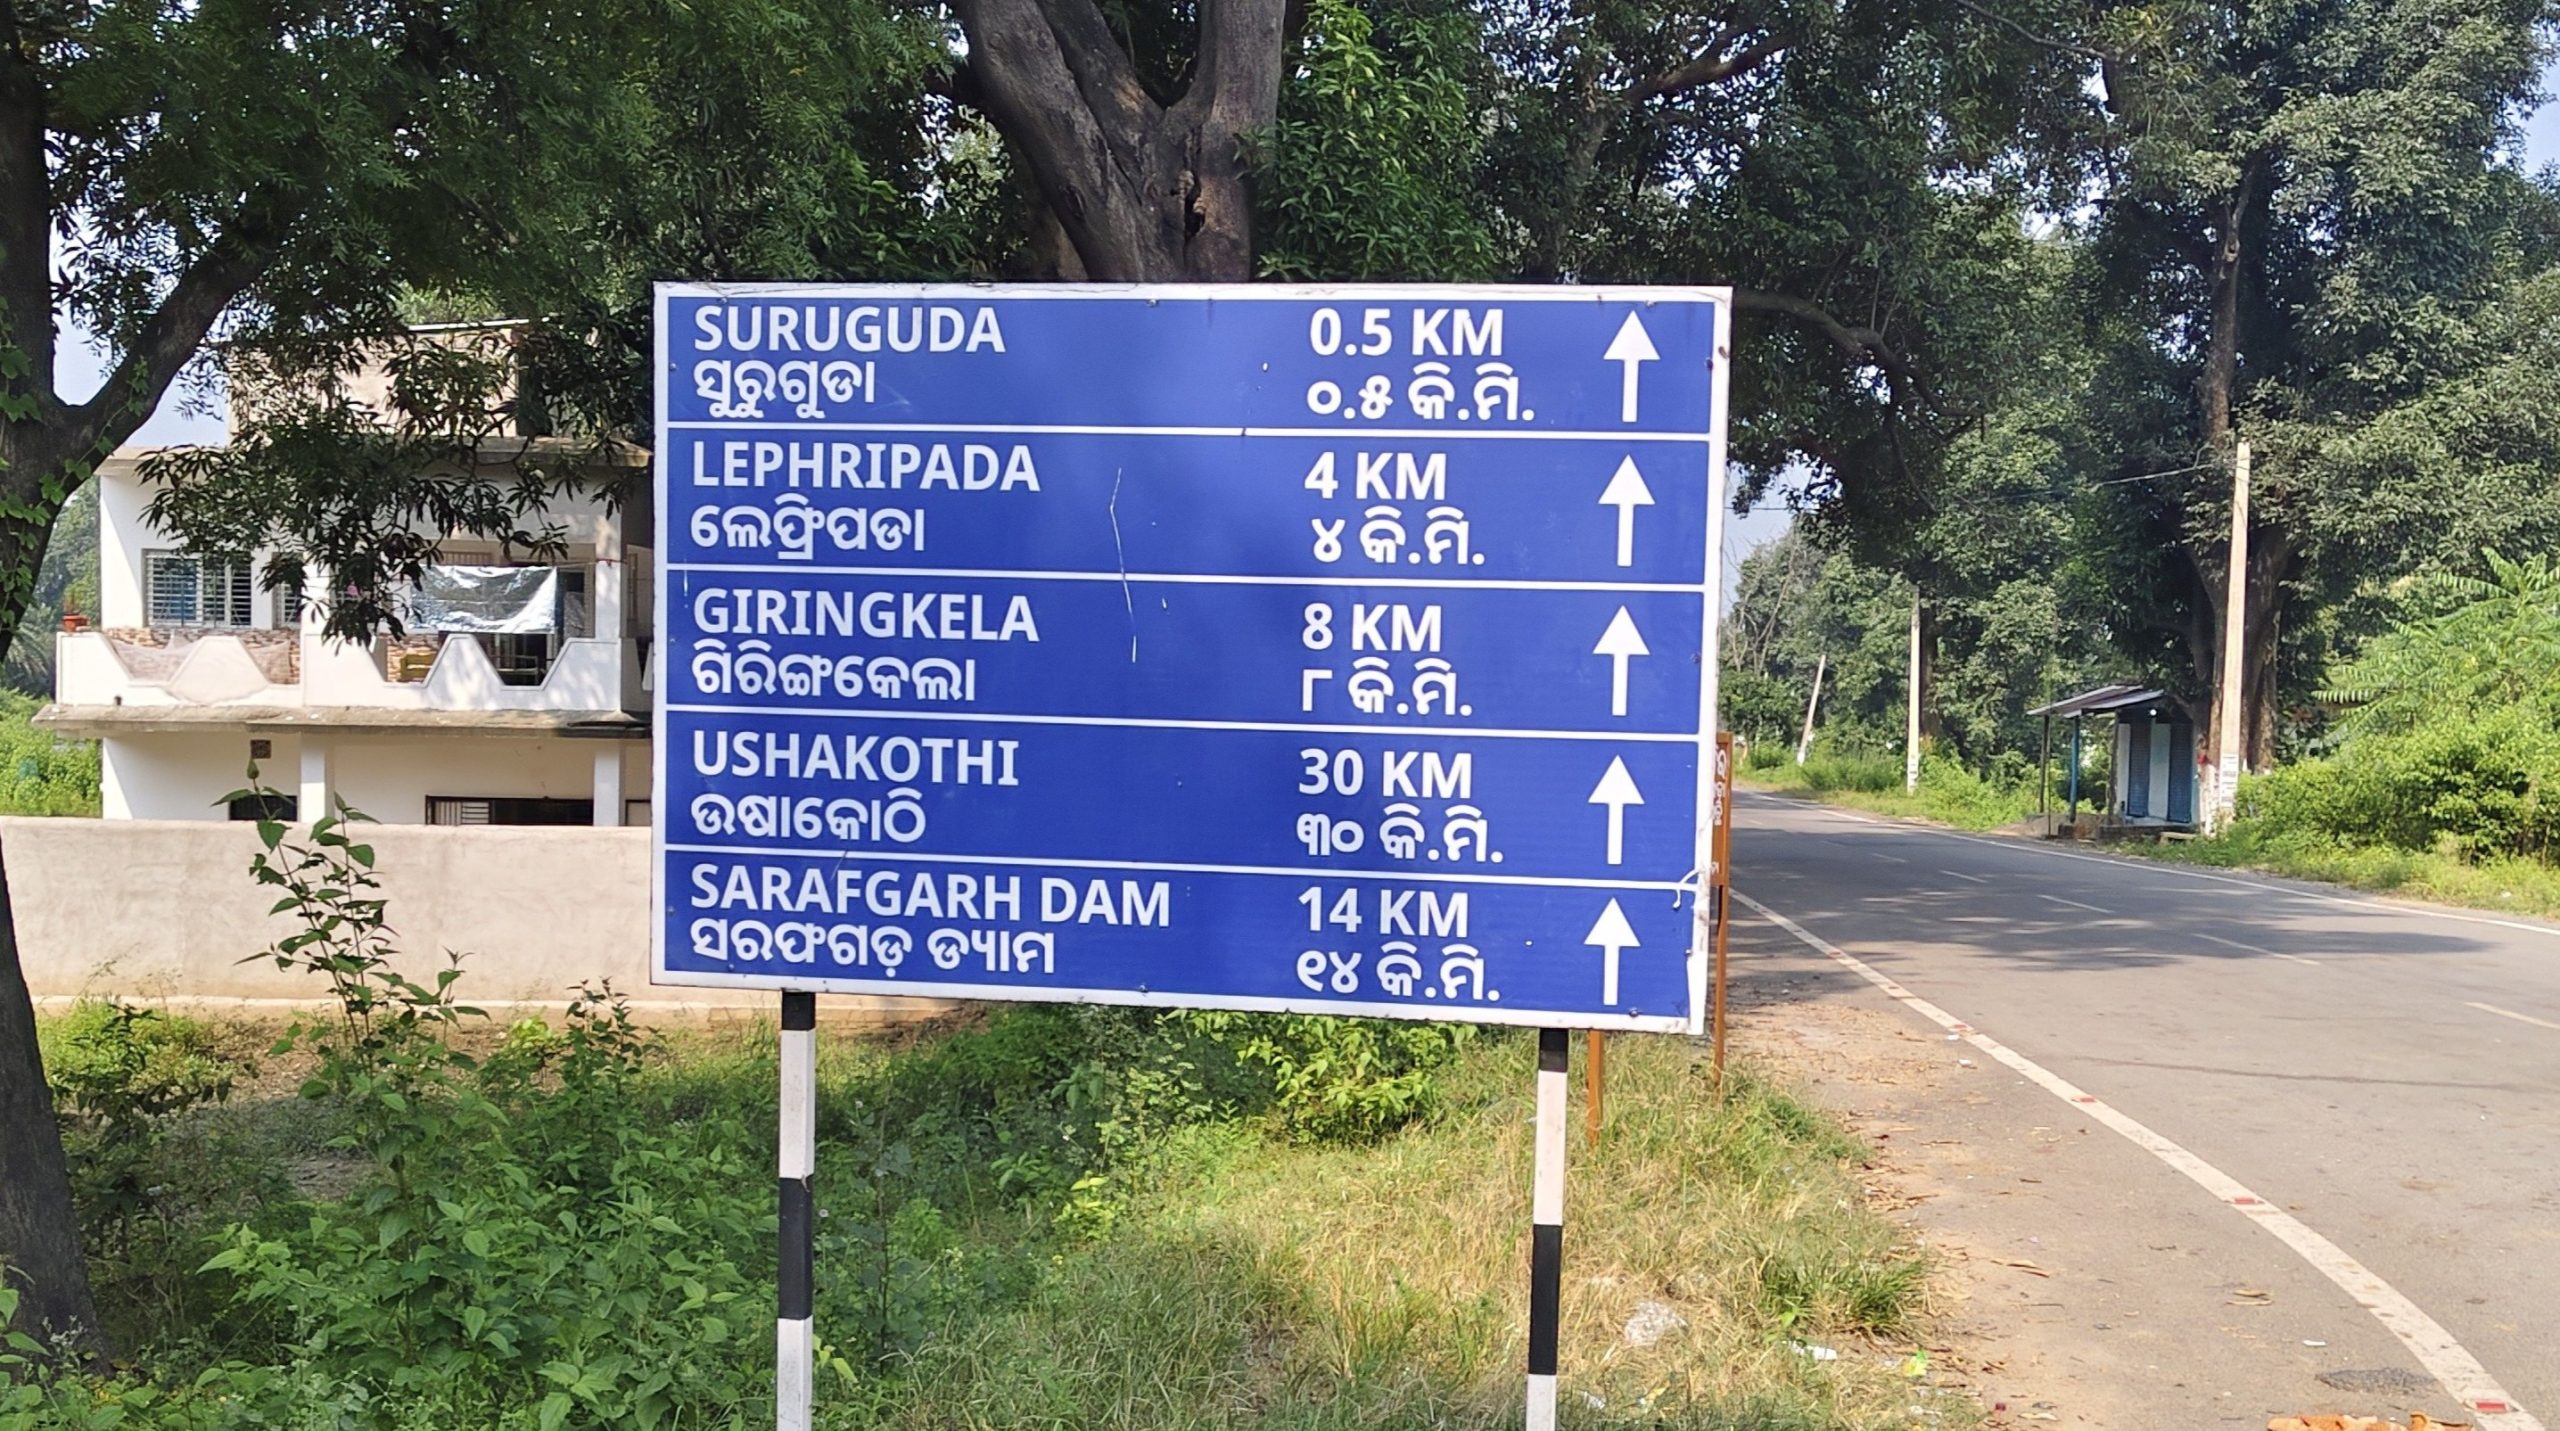 SURUGUDA 0.5 KM
ସୁରୁଗୁଡା ୦.୫ କି.ମି.
LEPHRIPADA 4 KM
ଲେଫ୍ରିପଡା ୪ କି.ମି.
GIRINGKELA 8 KM
ଗିରିଙ୍ଗକେଲା ୮ କି.ମି.
USHAKOTHI 30 KM
ଉଷାକୋଠି ୩୦ କି.ମି.
SARAFGARH DAM 14 KM
ସରଫଗଡ଼ ଡ୍ୟାମ ୧୪ କି.ମି.